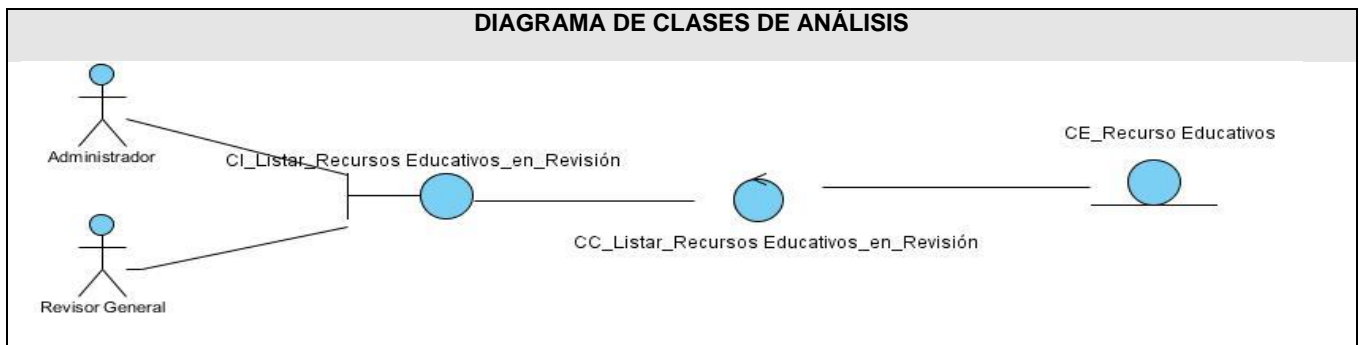 DIAGRAMA DE CLASES DE ANÁLISIS
CE_Recurso Educativos
Administrador
CI_Listar_Recursos Educativos_en_Revisión
CC_Listar_Recursos Educativos_en_Revisión
Revisor General